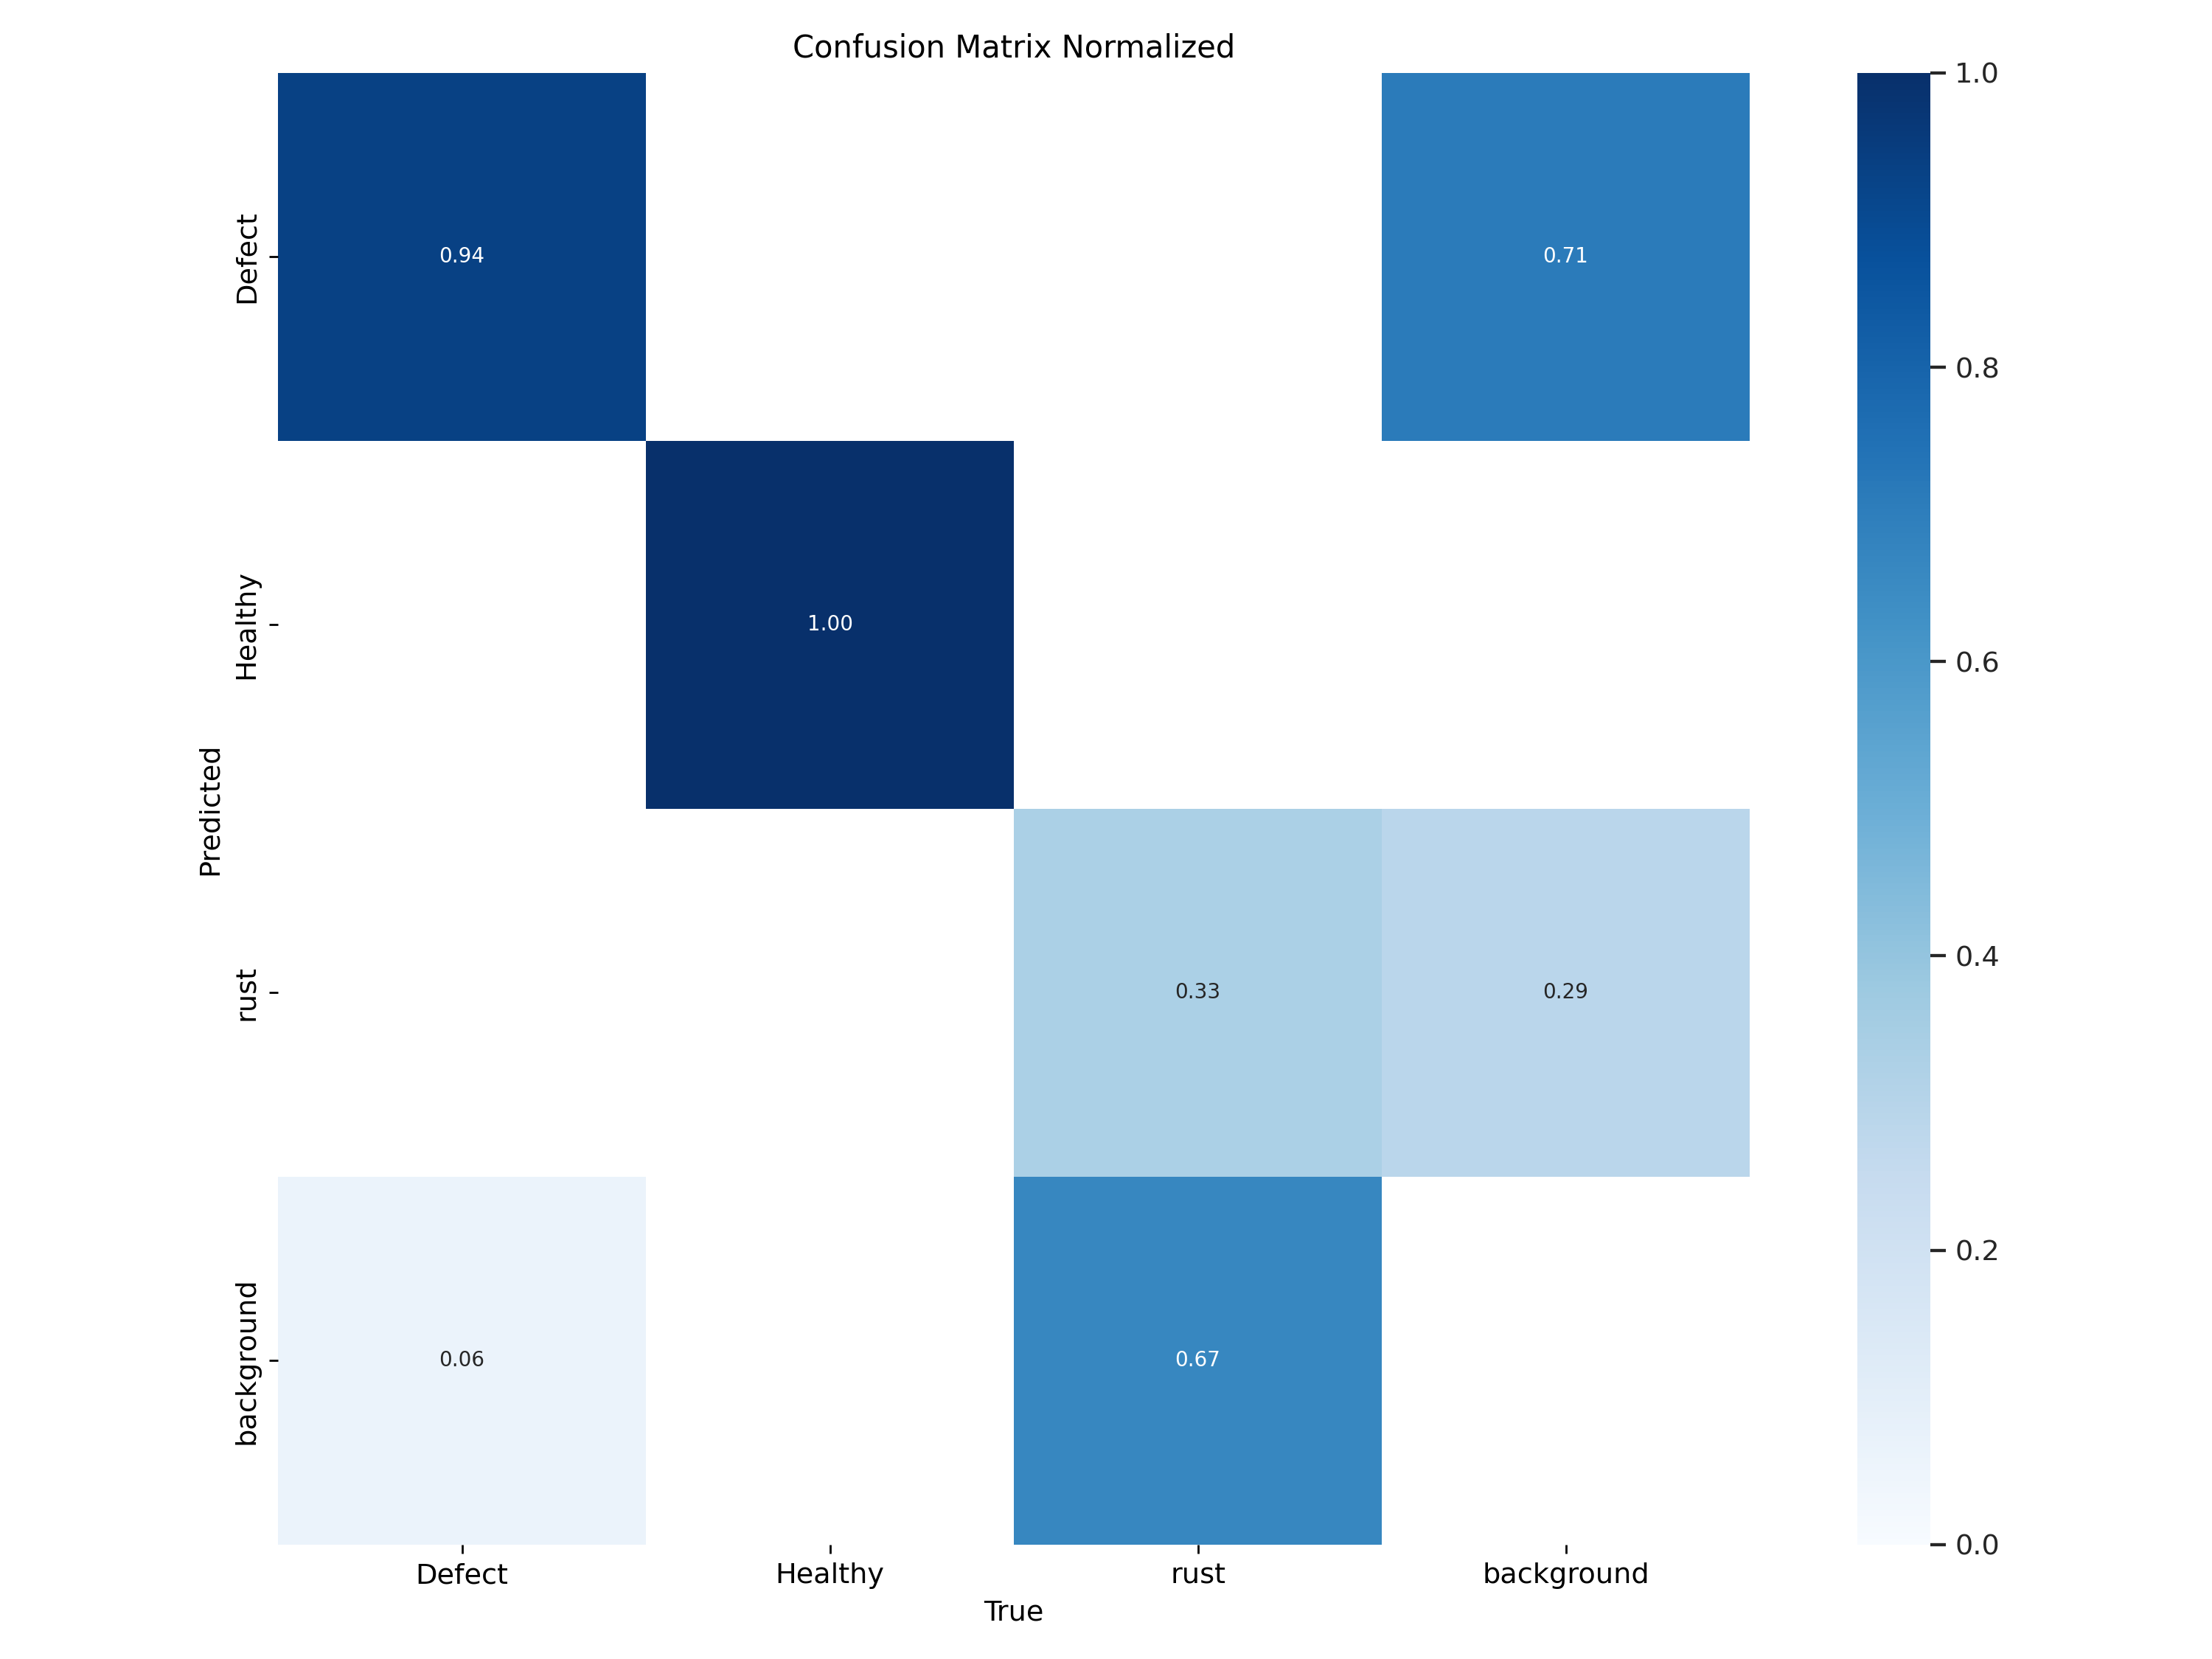 Confusion Matrix Normalized
Predicted
Defect
0.94
0.71
Healthy
1.00
rust
0.33
0.29
background
0.06
0.67
Defect
Healthy
rust
background
True
1.0
0.8
0.6
0.4
0.2
0.0